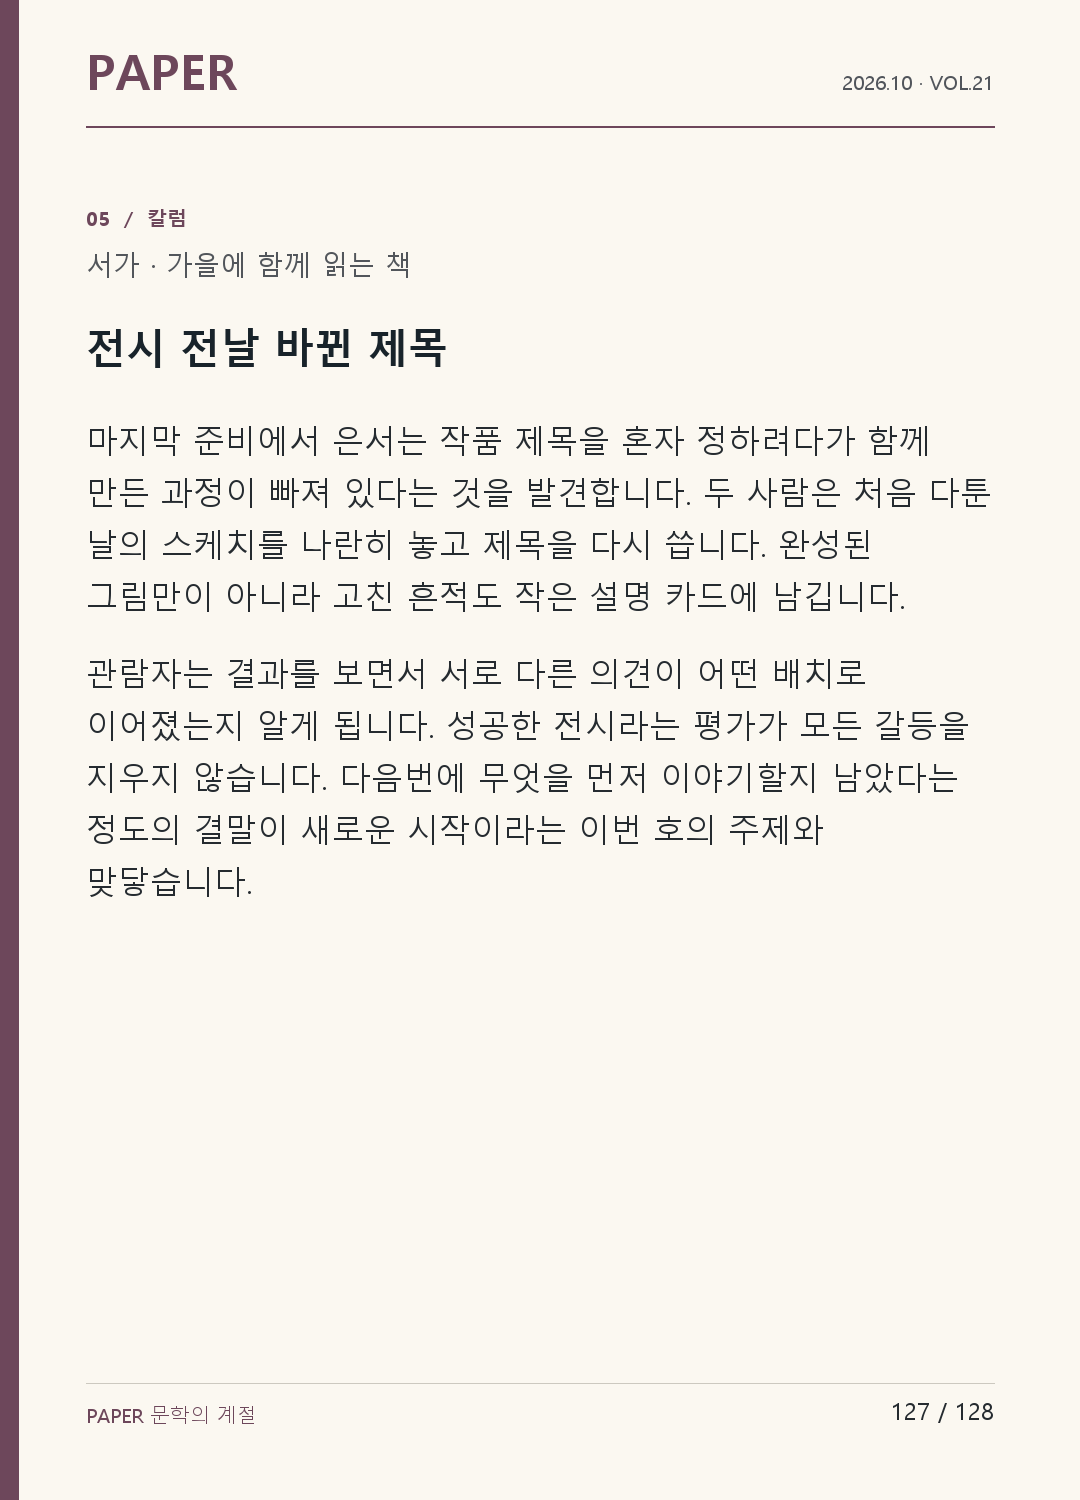 PAPER
2026.10 · VOL.21
05 / 칼럼
서가 · 가을에 함께 읽는 책
전시 전날 바뀐 제목
마지막 준비에서 은서는 작품 제목을 혼자 정하려다가 함께
만든 과정이 빠져 있다는 것을 발견합니다. 두 사람은 처음 다툰
날의 스케치를 나란히 놓고 제목을 다시 씁니다. 완성된
그림만이 아니라 고친 흔적도 작은 설명 카드에 남깁니다.
관람자는 결과를 보면서 서로 다른 의견이 어떤 배치로
이어졌는지 알게 됩니다. 성공한 전시라는 평가가 모든 갈등을
지우지 않습니다. 다음번에 무엇을 먼저 이야기할지 남았다는
정도의 결말이 새로운 시작이라는 이번 호의 주제와
맞닿습니다.
PAPER 문학의 계절
127 / 128